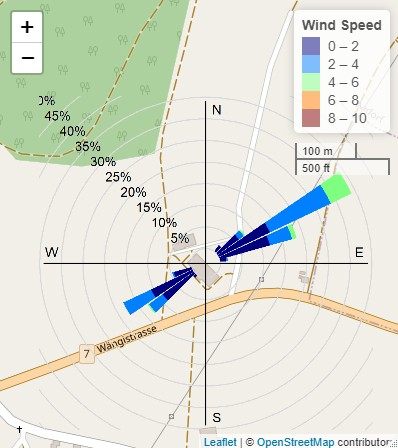 +
−
Wind Speed
0 – 2
2 – 4
4 – 6
6 – 8
8 – 10
100 m
500 ft
N
0%
45%
40%
35%
30%
25%
20%
15%
10%
5%
W
E
7
Wängistrasse
S
Leaflet | © OpenStreetMap contributor